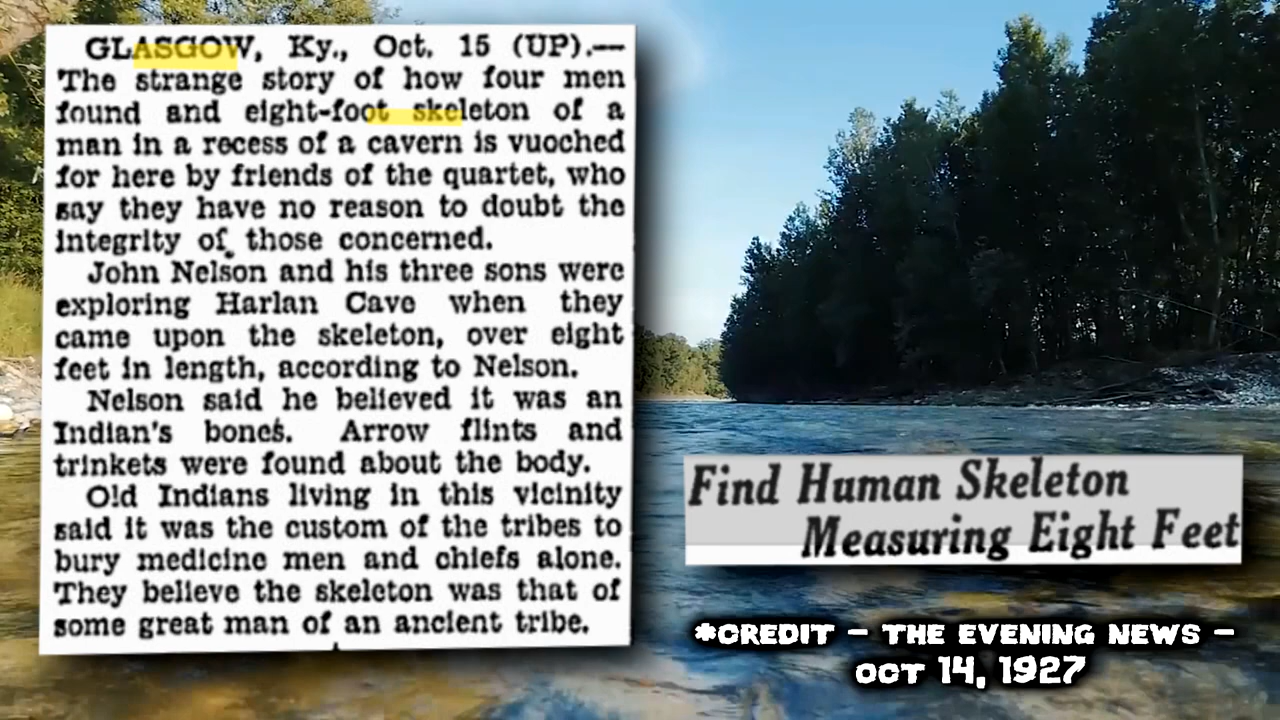 GLASGOW, Ky., Oct. 15 (UP).—
The strange story of how four men
found and eight-foot skeleton of a
man in a recess of a cavern is vuoched
for here by friends of the quartet, who
say they have no reason to doubt the
integrity of those concerned.
John Nelson and his three sons were
exploring Harlan Cave when they
came upon the skeleton, over eight
feet in length, according to Nelson.
Nelson said he believed it was an
Indian's bones. Arrow flints and
trinkets were found about the body.
Old Indians living in this vicinity
said it was the custom of the tribes to
bury medicine men and chiefs alone.
They believe the skeleton was that of
some great man of an ancient tribe.
Find Human Skeleton
Measuring Eight Feet
*CREDIT - THE EVENING NEWS -
OCT 14, 1927